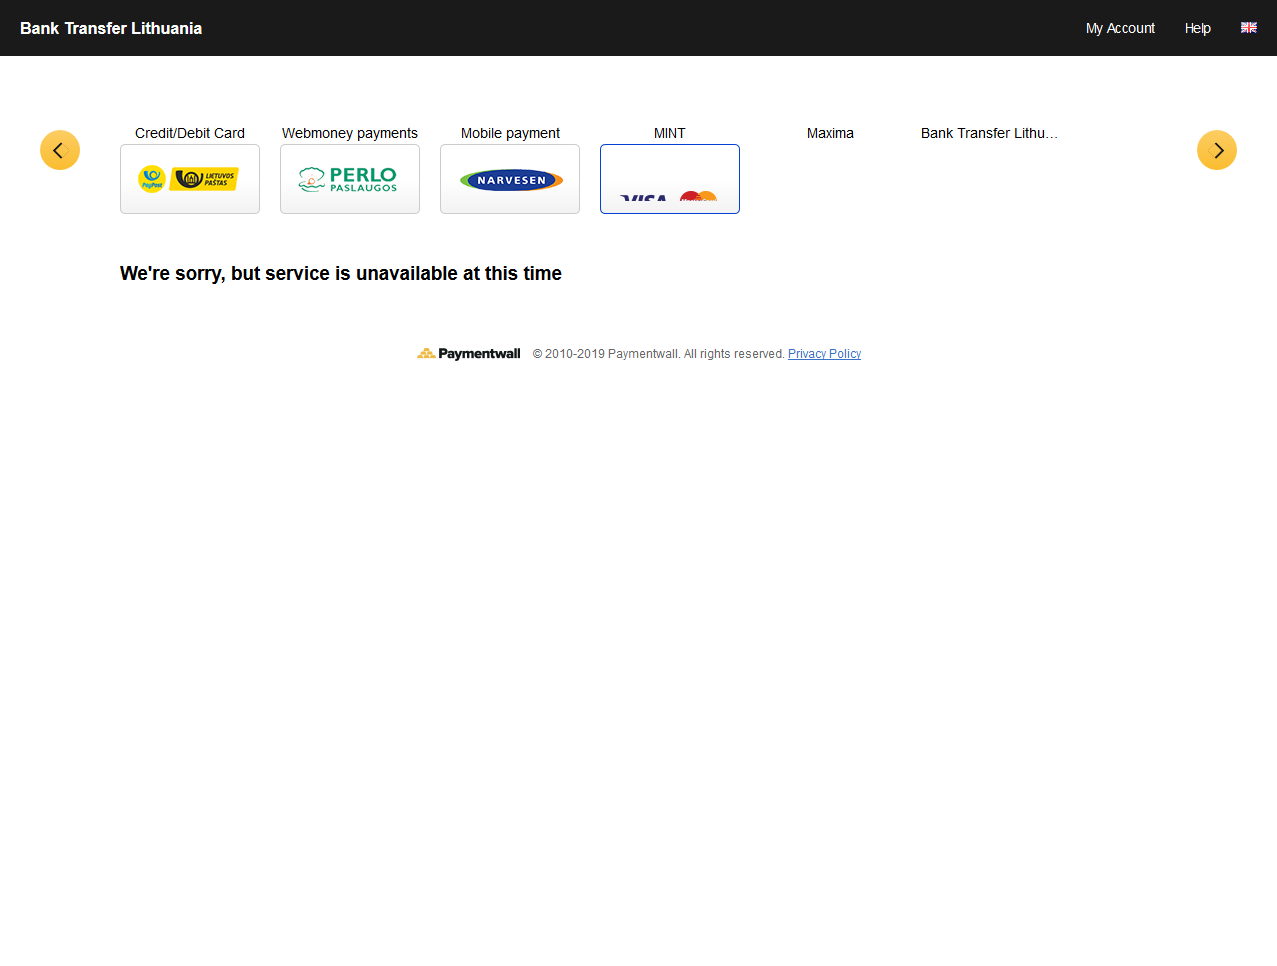 Bank Transfer Lithuania
My Account
Help
Credit/Debit Card
Webmoney payments
Mobile payment
MINT
Maxima
Bank Transfer Lithu…
PayPost
LIETUVOS
PAŠTAS
PERLO
PASLAUGOS
NARVESEN
VISA
MasterCard
We're sorry, but service is unavailable at this time
Paymentwall
© 2010-2019 Paymentwall. All rights reserved. Privacy Policy